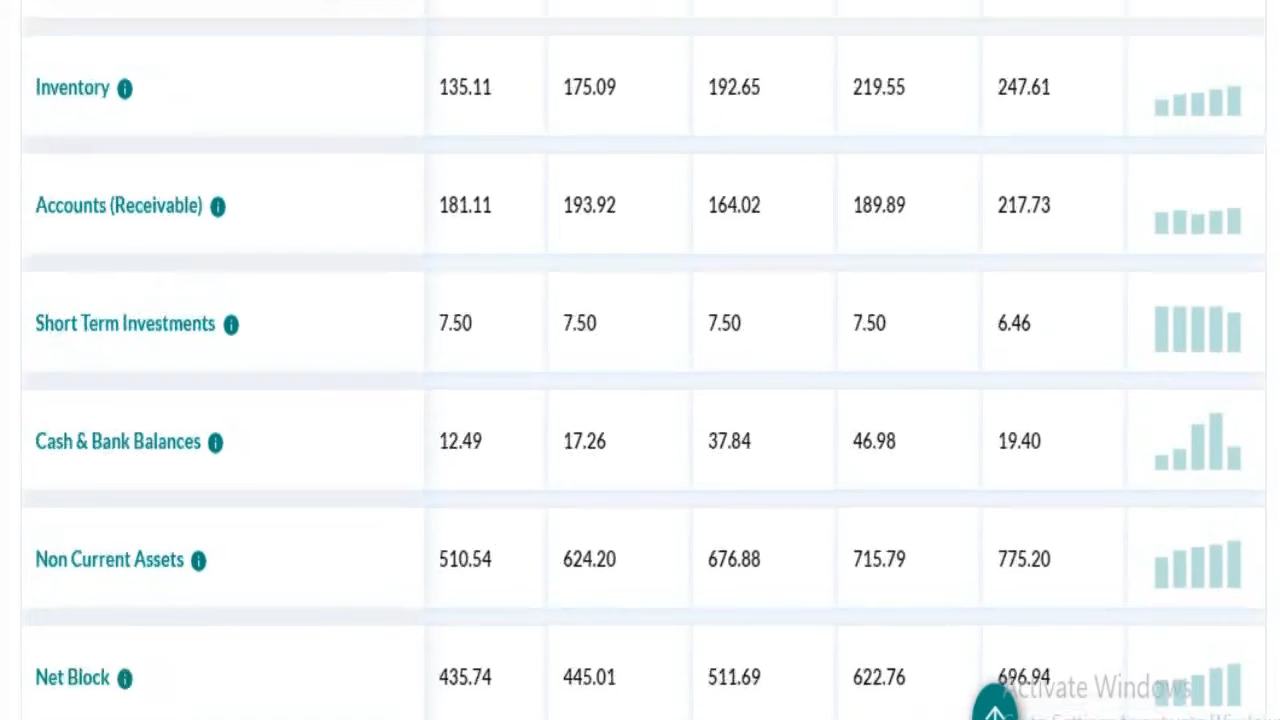 Inventory 135.11 175.09 192.65 219.55 247.61
Accounts (Receivable) 181.11 193.92 164.02 189.89 217.73
Short Term Investments 7.50 7.50 7.50 7.50 6.46
Cash & Bank Balances 12.49 17.26 37.84 46.98 19.40
Non Current Assets 510.54 624.20 676.88 715.79 775.20
Net Block 435.74 445.01 511.69 622.76 696.94
Activate Windows